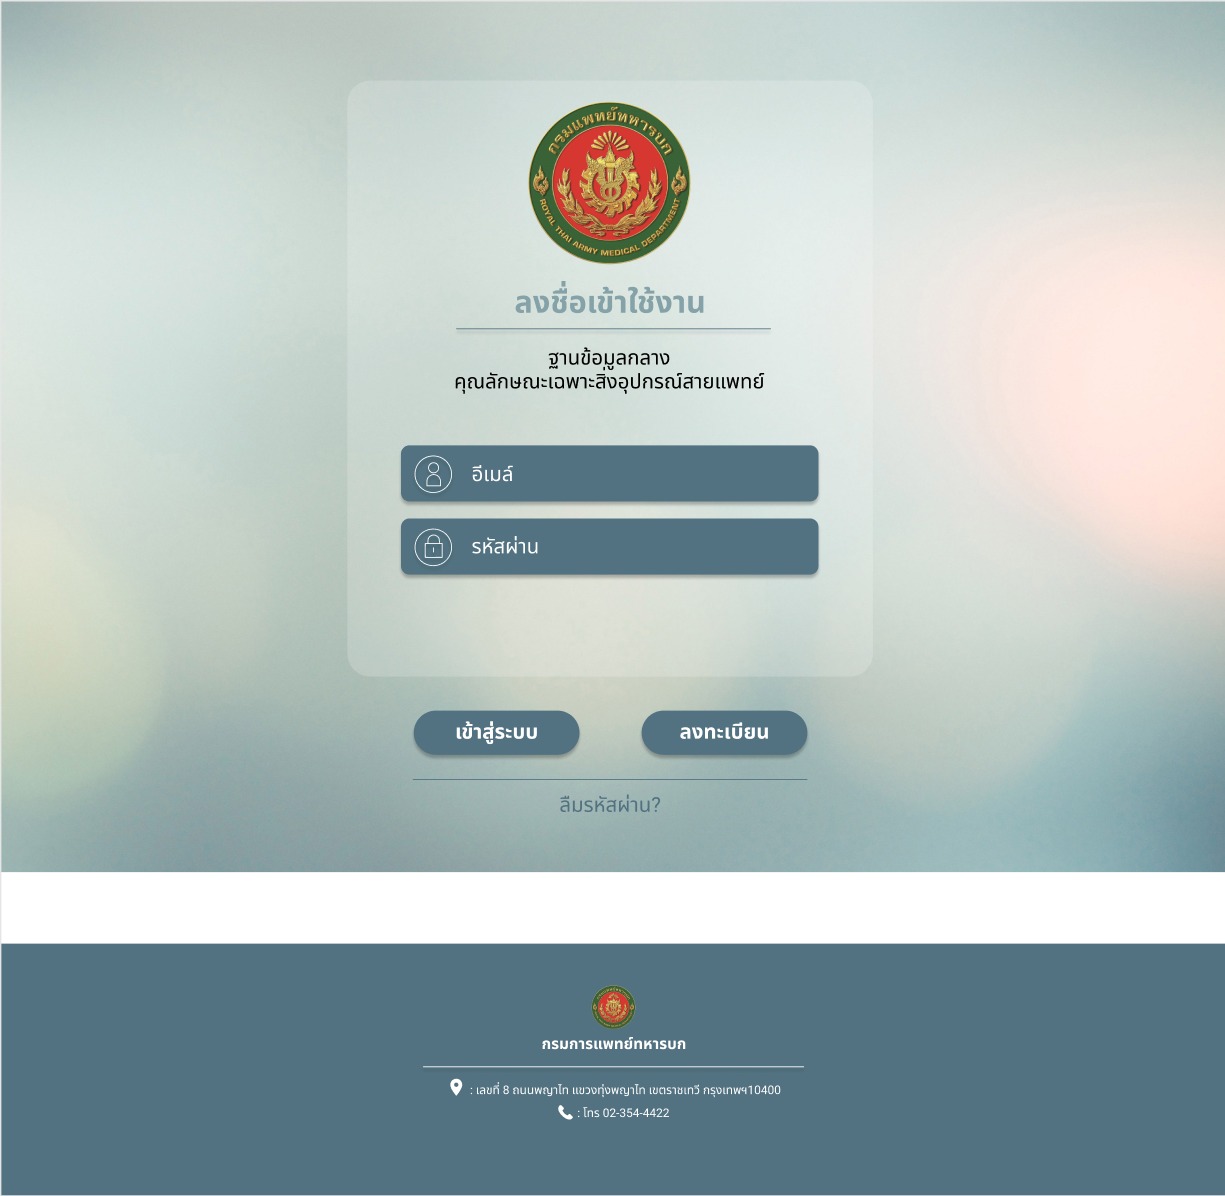 กรมแพทย์ทหารบก
ROYAL THAI ARMY MEDICAL DEPARTMENT
ลงชื่อเข้าใช้งาน
ฐานข้อมูลกลาง
คุณลักษณะเฉพาะสิ่งอุปกรณ์สายแพทย์
อีเมล์
รหัสผ่าน
เข้าสู่ระบบ
ลงทะเบียน
ลืมรหัสผ่าน?
กรมการแพทย์ทหารบก
: เลขที่ 8 ถนนพญาไท แขวงทุ่งพญาไท เขตราชเทวี กรุงเทพฯ10400
: โทร 02-354-4422